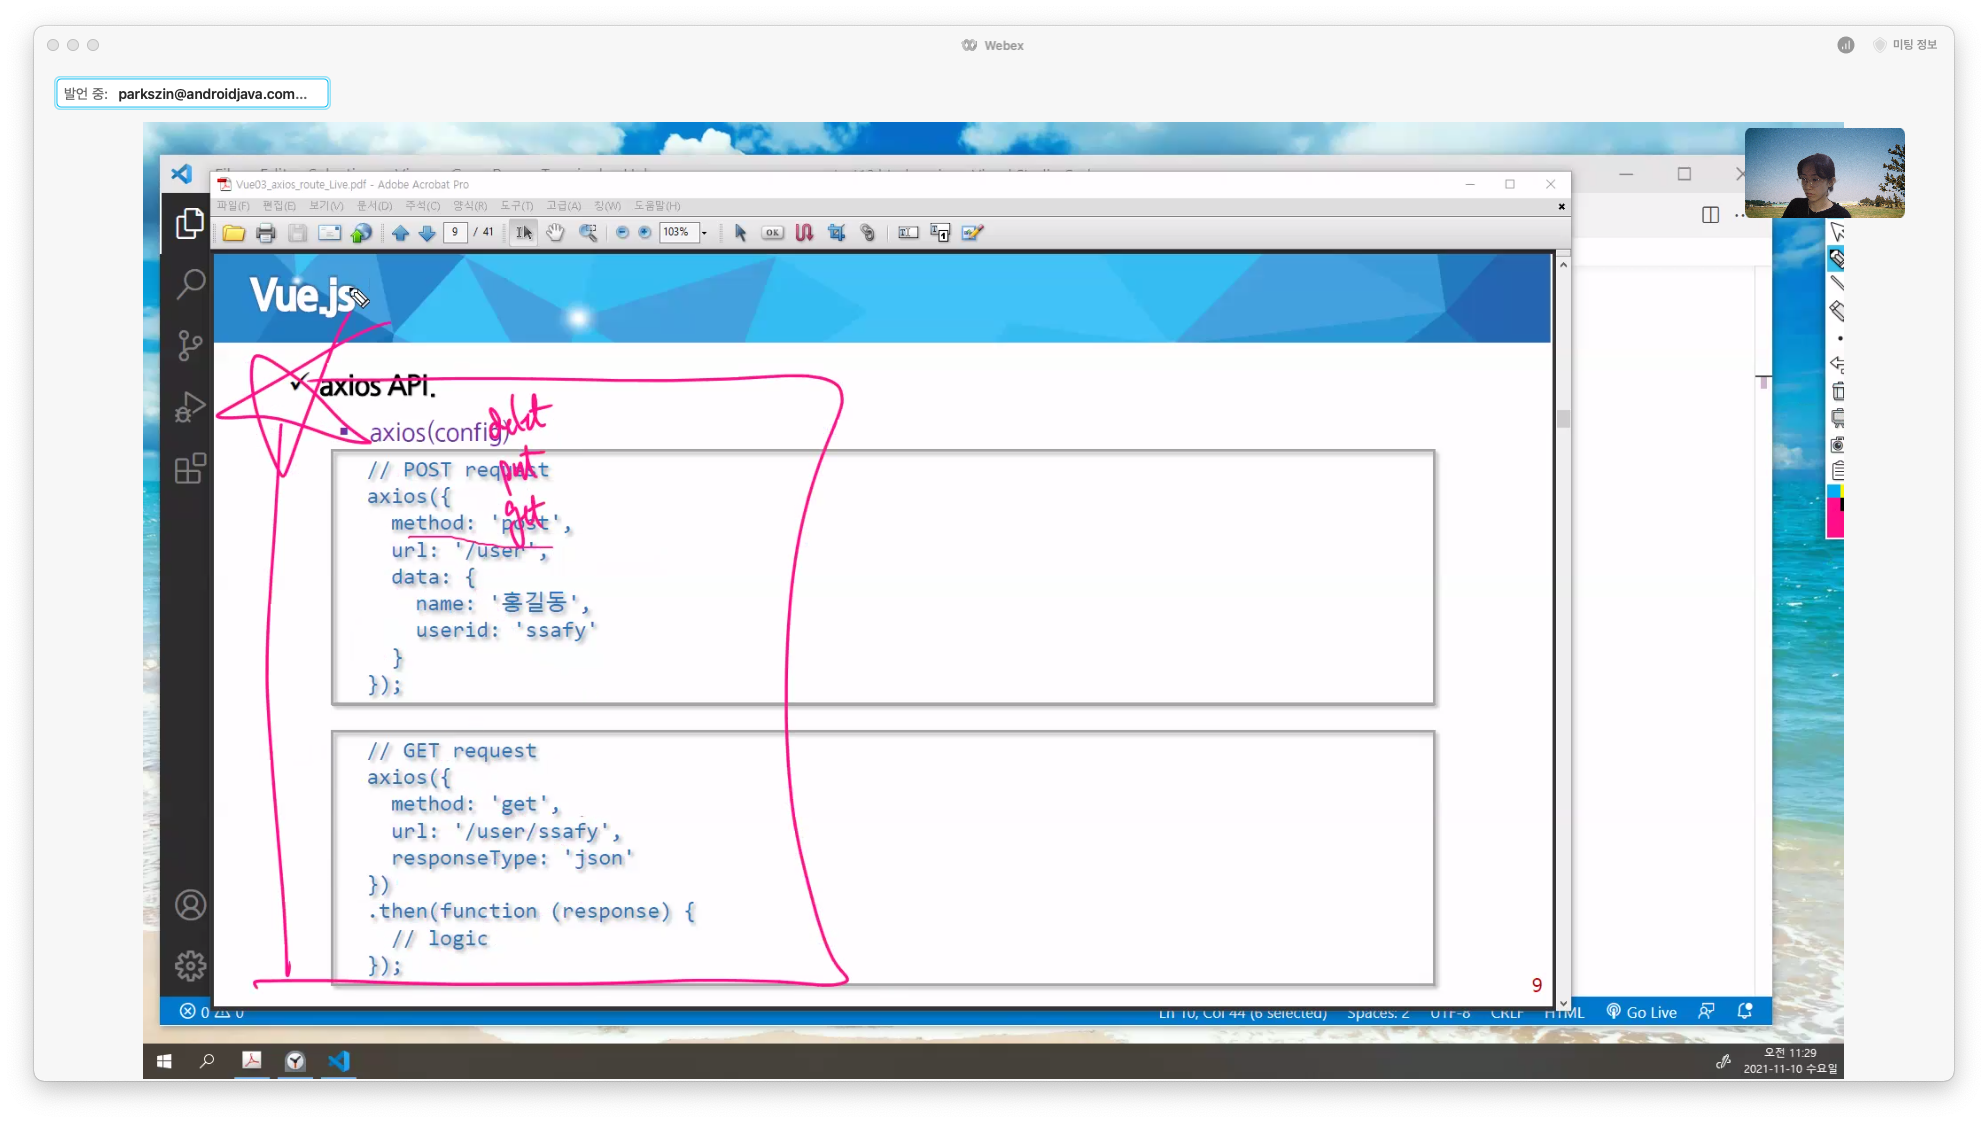 Webex
미팅 정보
발언 중: parkszin@androidjava.com...
Vue03_axios_route_Live.pdf - Adobe Acrobat Pro
파일(F) 편집(E) 보기(V) 문서(D) 주석(C) 양식(R) 도구(T) 고급(A) 창(W) 도움말(H)
9 / 41 OK 103%
Vue.js
✓ axios API.
▪ axios(config)
delet
put
get
// POST request
axios({
method: 'post',
url: '/user',
data: {
name: '홍길동',
userid: 'ssafy'
}
});
// GET request
axios({
method: 'get',
url: '/user/ssafy',
responseType: 'json'
})
.then(function (response) {
// logic
});
9
0 0 Ln 10, Col 44 (6 selected) Spaces: 2 UTF-8 CRLF HTML Go Live
오전 11:29
2021-11-10 수요일